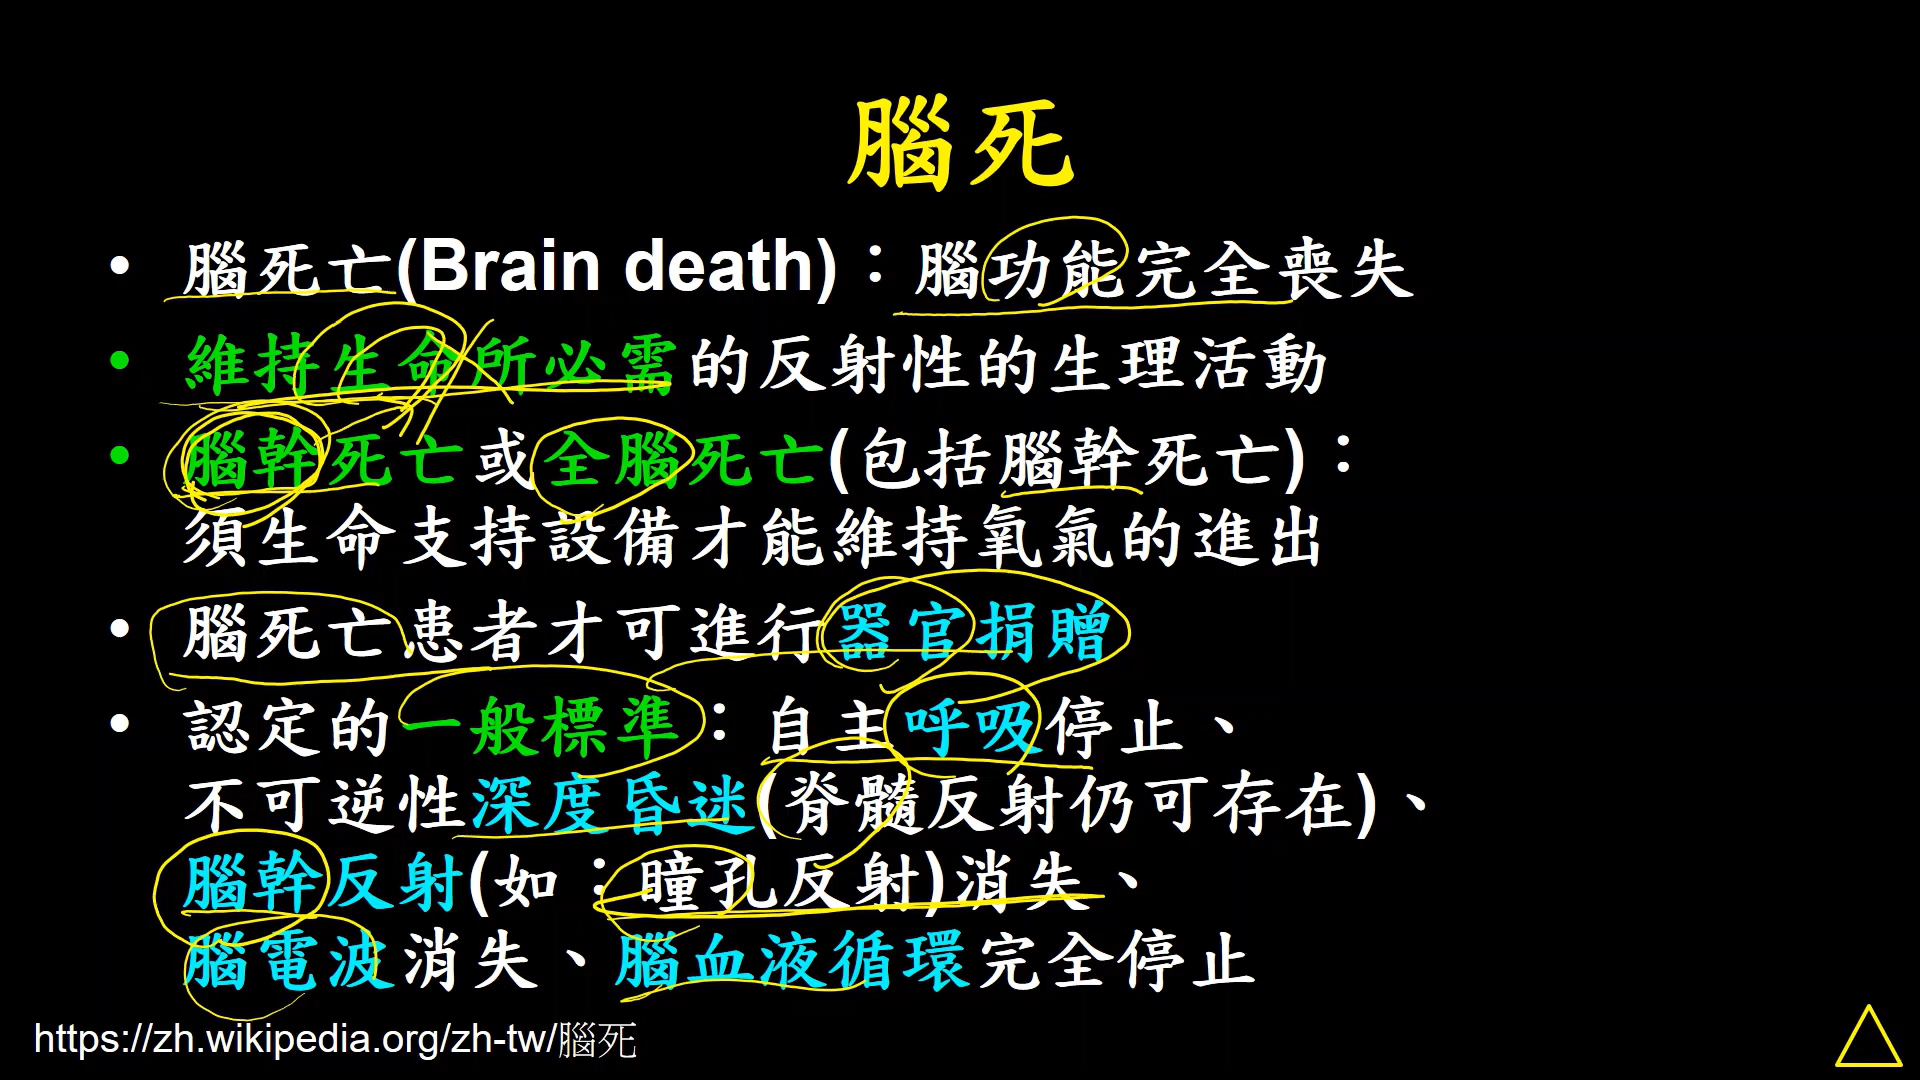 腦死
• 腦死亡(Brain death)：腦功能完全喪失
• 維持生命所必需的反射性的生理活動
• 腦幹死亡或全腦死亡(包括腦幹死亡)：
須生命支持設備才能維持氧氣的進出
• 腦死亡患者才可進行器官捐贈
• 認定的一般標準：自主呼吸停止、
不可逆性深度昏迷(脊髓反射仍可存在)、
腦幹反射(如：瞳孔反射)消失、
腦電波消失、腦血液循環完全停止
https://zh.wikipedia.org/zh-tw/腦死